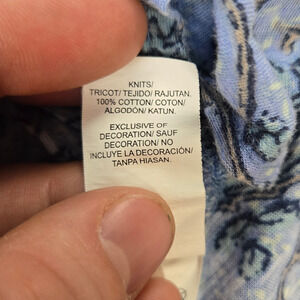 KNITS/
TRICOT/TEJIDO/RAJUTAN.
100% COTTON/COTON/
ALGODÓN/KATUN.
EXCLUSIVE OF
DECORATION/SAUF
DECORATION/NO
INCLUYE LA DECORACIÓN/
TANPA HIASAN.